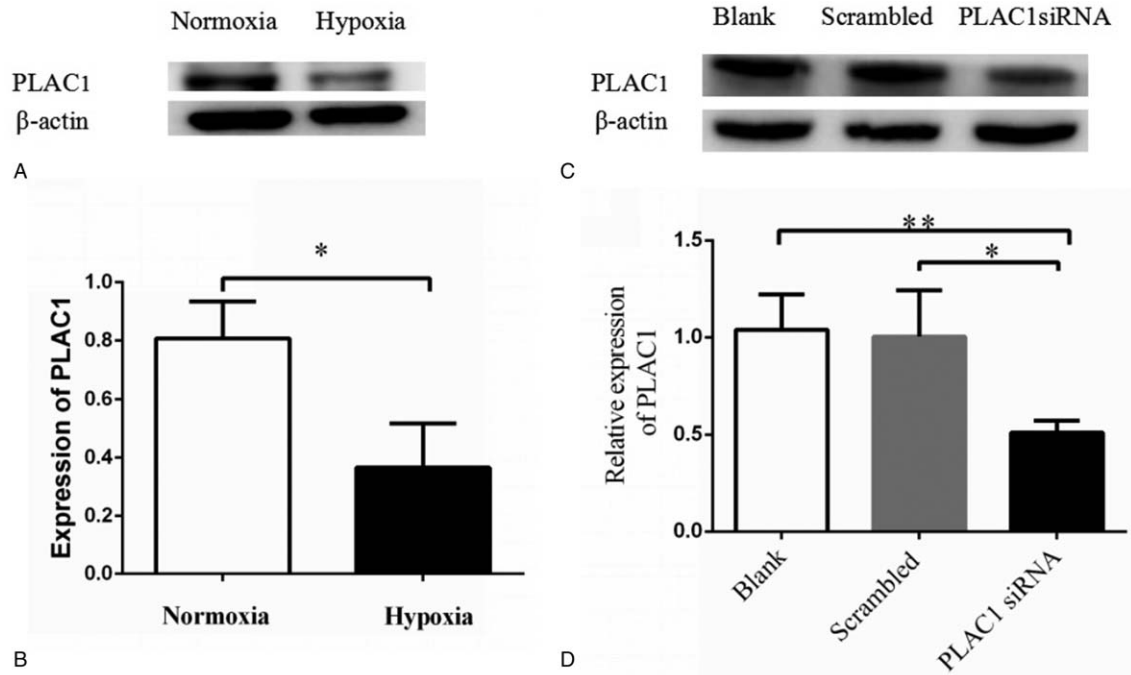 Normoxia Hypoxia
PLAC1
β-actin
A
Blank Scrambled PLAC1siRNA
PLAC1
β-actin
C
*
Expression of PLAC1
1.0
0.8
0.6
0.4
0.2
0.0
Normoxia Hypoxia
B
**
*
Relative expression
of PLAC1
1.5
1.0
0.5
0.0
Blank
Scrambled
PLAC1 siRNA
D